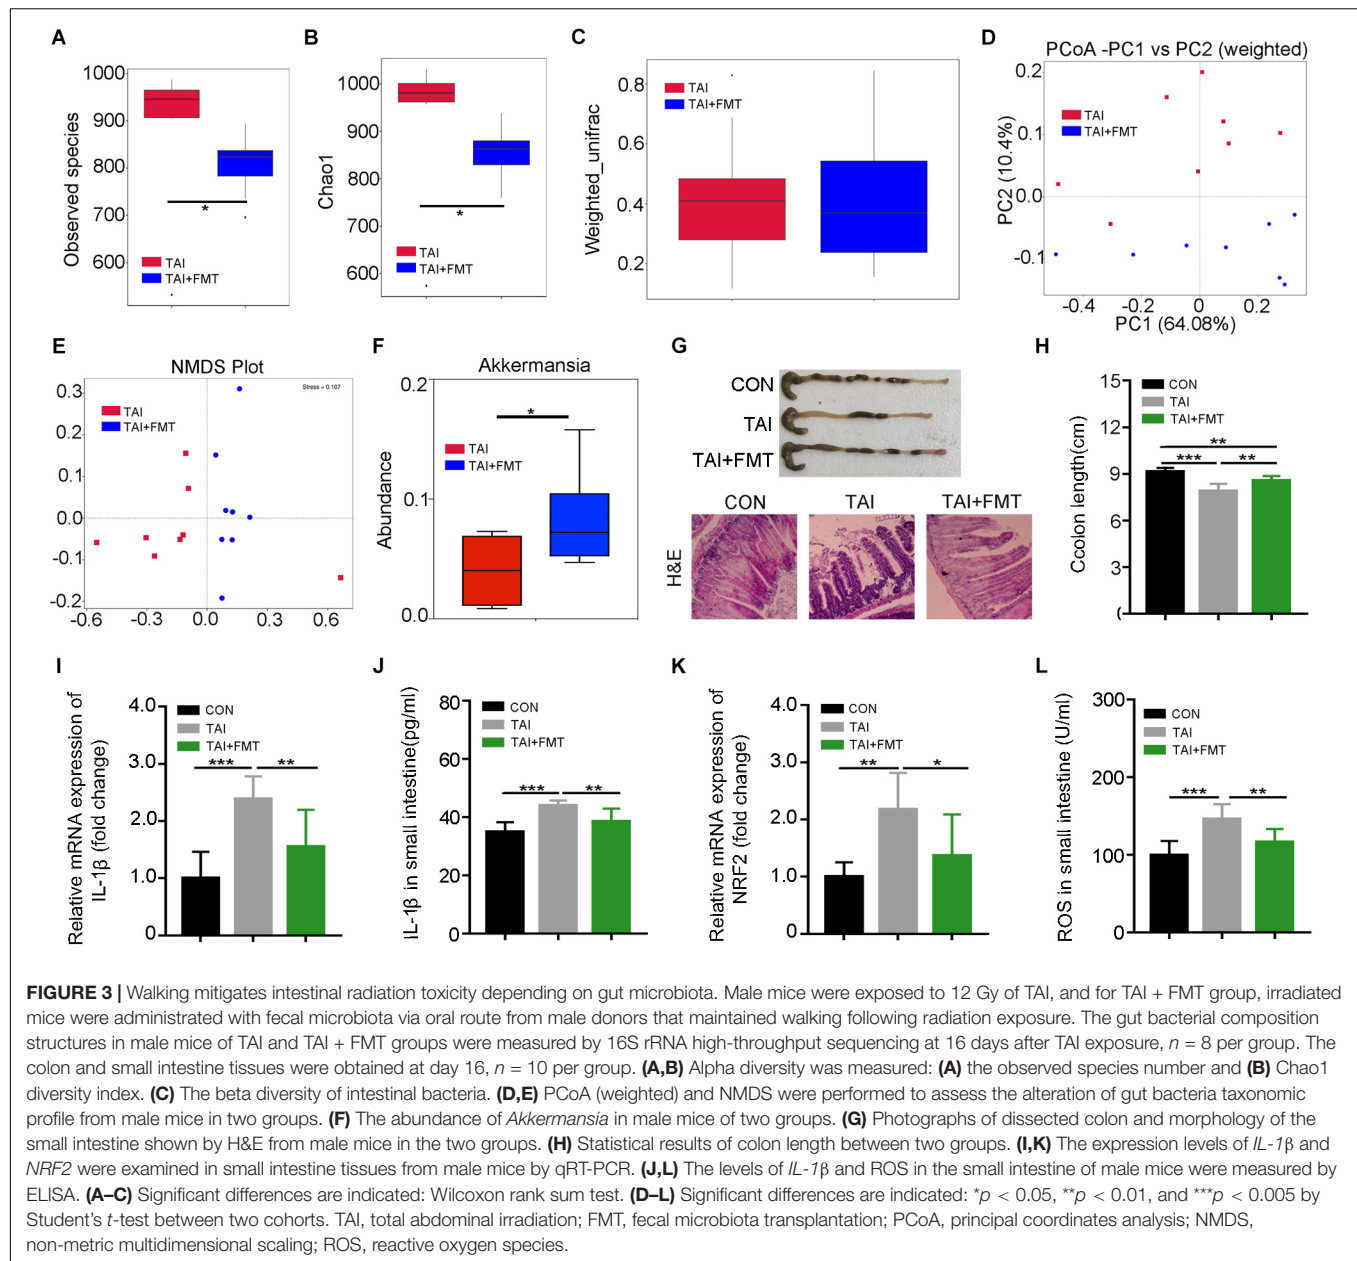 A
Observed species
1000
900
800
700
600
*
TAI
TAI+FMT
B
Chao1
1000
900
800
700
600
*
TAI
TAI+FMT
C
Weighted_unifrac
0.8
0.6
0.4
0.2
TAI
TAI+FMT
D
PCoA -PC1 vs PC2 (weighted)
PC2 (10.4%)
0.2
0.1
0.0
-0.1
TAI
TAI+FMT
-0.4 -0.2 0 0.2
PC1 (64.08%)
E
NMDS Plot
Stress = 0.107
0.3
0.2
0.1
0.0
-0.1
-0.2
TAI
TAI+FMT
-0.6 -0.3 0.0 0.3 0.6
F
Akkermansia
Abundance
0.2
0.1
0.0
*
TAI
TAI+FMT
G
CON
TAI
TAI+FMT
CON TAI TAI+FMT
H&E
H
Ccolon length(cm)
15
12
9
6
3
CON
TAI
TAI+FMT
**
*** **
I
Relative mRNA expression of
IL-1β (fold change)
4.0
3.0
2.0
1.0
0.0
CON
TAI
TAI+FMT
*** **
J
IL-1β in small intestine(pg/ml)
80
60
40
20
0
CON
TAI
TAI+FMT
*** **
K
Relative mRNA expression of
NRF2 (fold change)
4.0
3.0
2.0
1.0
0.0
CON
TAI
TAI+FMT
** *
L
ROS in small intestine (U/ml)
300
200
100
0
CON
TAI
TAI+FMT
*** **
FIGURE 3 | Walking mitigates intestinal radiation toxicity depending on gut microbiota. Male mice were exposed to 12 Gy of TAI, and for TAI + FMT group, irradiated
mice were administrated with fecal microbiota via oral route from male donors that maintained walking following radiation exposure. The gut bacterial composition
structures in male mice of TAI and TAI + FMT groups were measured by 16S rRNA high-throughput sequencing at 16 days after TAI exposure, n = 8 per group. The
colon and small intestine tissues were obtained at day 16, n = 10 per group. (A,B) Alpha diversity was measured: (A) the observed species number and (B) Chao1
diversity index. (C) The beta diversity of intestinal bacteria. (D,E) PCoA (weighted) and NMDS were performed to assess the alteration of gut bacteria taxonomic
profile from male mice in two groups. (F) The abundance of Akkermansia in male mice of two groups. (G) Photographs of dissected colon and morphology of the
small intestine shown by H&E from male mice in the two groups. (H) Statistical results of colon length between two groups. (I,K) The expression levels of IL-1β and
NRF2 were examined in small intestine tissues from male mice by qRT-PCR. (J,L) The levels of IL-1β and ROS in the small intestine of male mice were measured by
ELISA. (A–C) Significant differences are indicated: Wilcoxon rank sum test. (D–L) Significant differences are indicated: *p < 0.05, **p < 0.01, and ***p < 0.005 by
Student's t-test between two cohorts. TAI, total abdominal irradiation; FMT, fecal microbiota transplantation; PCoA, principal coordinates analysis; NMDS,
non-metric multidimensional scaling; ROS, reactive oxygen species.